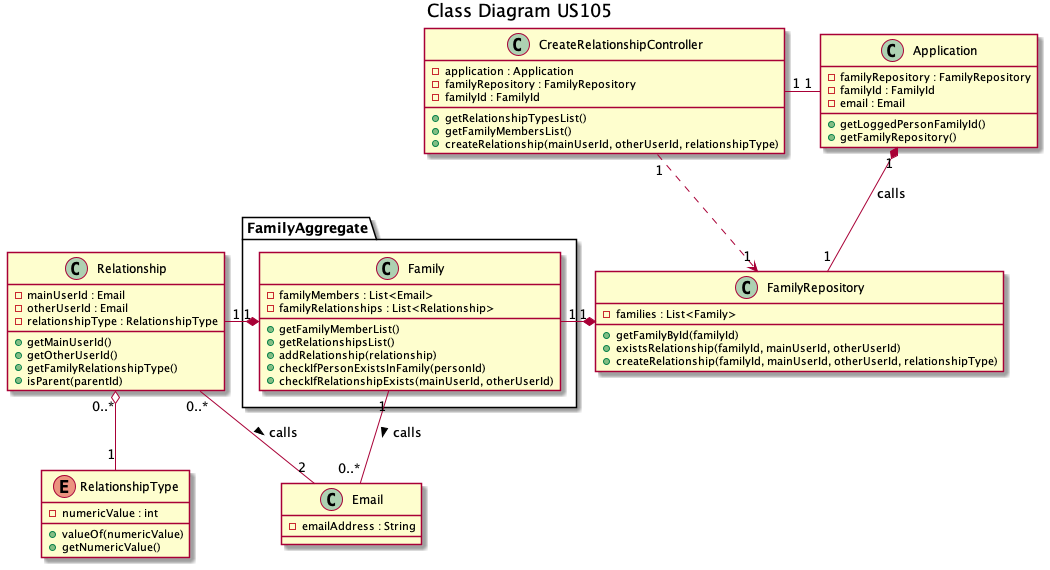 Class Diagram US105
C CreateRelationshipController
application : Application
familyRepository : FamilyRepository
familyId : FamilyId
getRelationshipTypesList()
getFamilyMembersList()
createRelationship(mainUserId, otherUserId, relationshipType)
1 1
C Application
familyRepository : FamilyRepository
familyId : FamilyId
email : Email
getLoggedPersonFamilyId()
getFamilyRepository()
1
1
calls
1
1
FamilyAggregate
C Relationship
mainUserId : Email
otherUserId : Email
relationshipType : RelationshipType
getMainUserId()
getOtherUserId()
getFamilyRelationshipType()
isParent(parentId)
1 1
C Family
familyMembers : List<Email>
familyRelationships : List<Relationship>
getFamilyMemberList()
getRelationshipsList()
addRelationship(relationship)
checkIfPersonExistsInFamily(personId)
checkIfRelationshipExists(mainUserId, otherUserId)
1 1
C FamilyRepository
families : List<Family>
getFamilyById(familyId)
existsRelationship(familyId, mainUserId, otherUserId)
createRelationship(familyId, mainUserId, otherUserId, relationshipType)
0..*
0..*
1
calls
calls
1
2
0..*
E RelationshipType
numericValue : int
valueOf(numericValue)
getNumericValue()
C Email
emailAddress : String